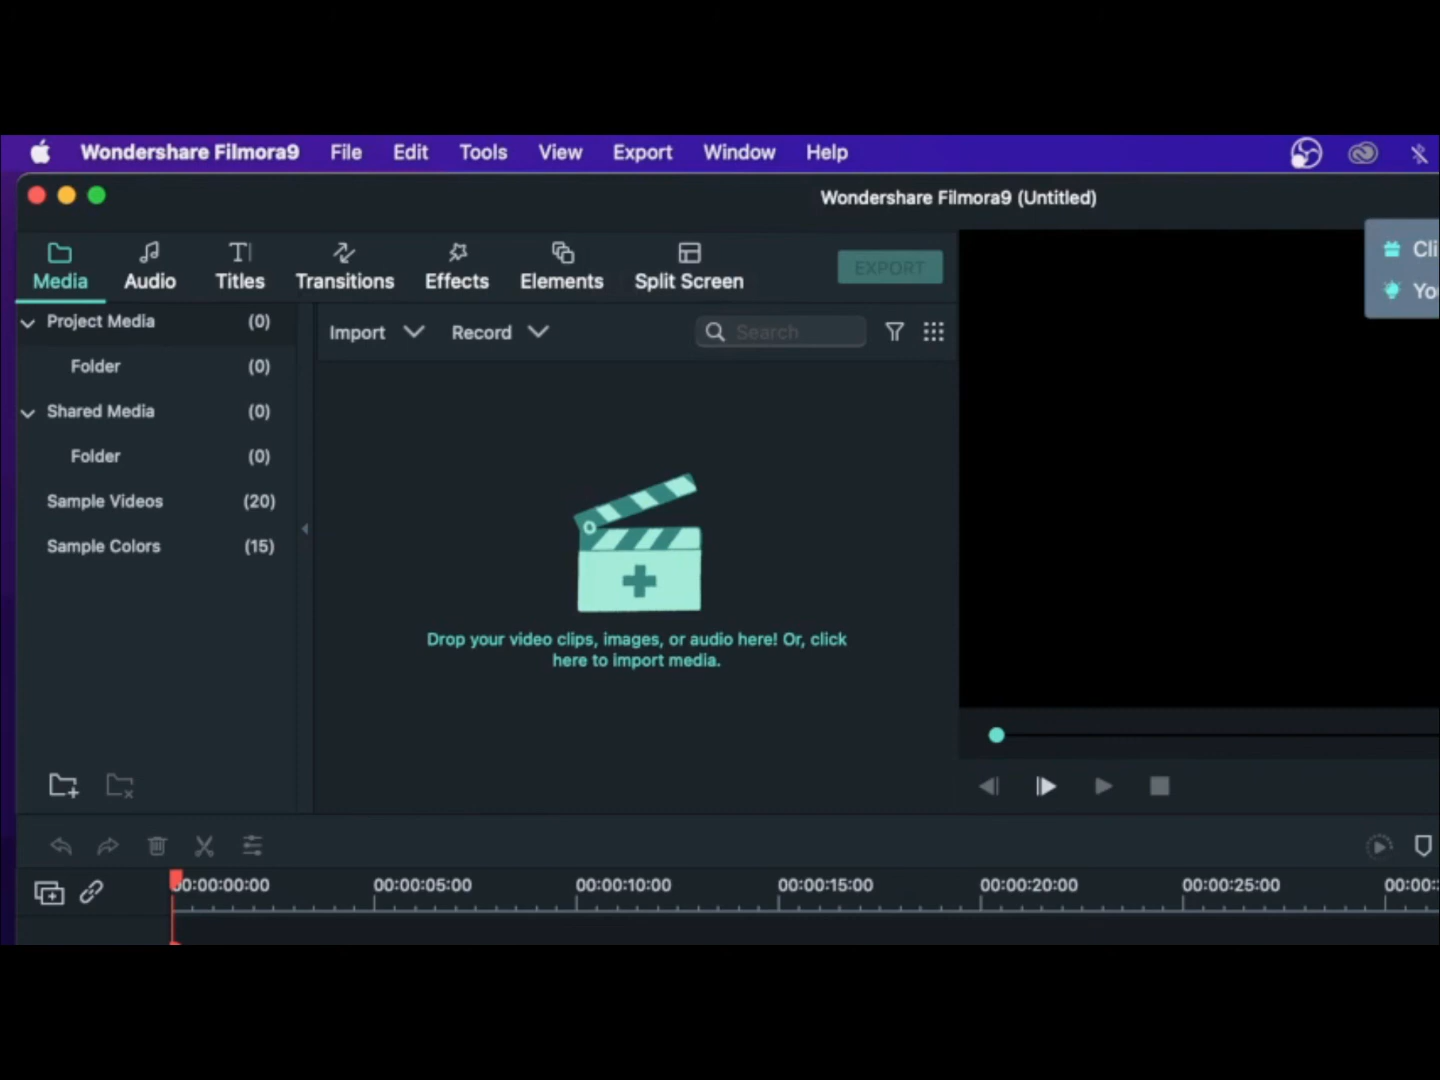 Wondershare Filmora9 File Edit Tools View Export Window Help
Wondershare Filmora9 (Untitled)
Media Audio Titles Transitions Effects Elements Split Screen
EXPORT
Project Media (0)
Folder (0)
Shared Media (0)
Folder (0)
Sample Videos (20)
Sample Colors (15)
Import Record Search
Drop your video clips, images, or audio here! Or, click
here to import media.
00:00:00:00 00:00:05:00 00:00:10:00 00:00:15:00 00:00:20:00 00:00:25:00